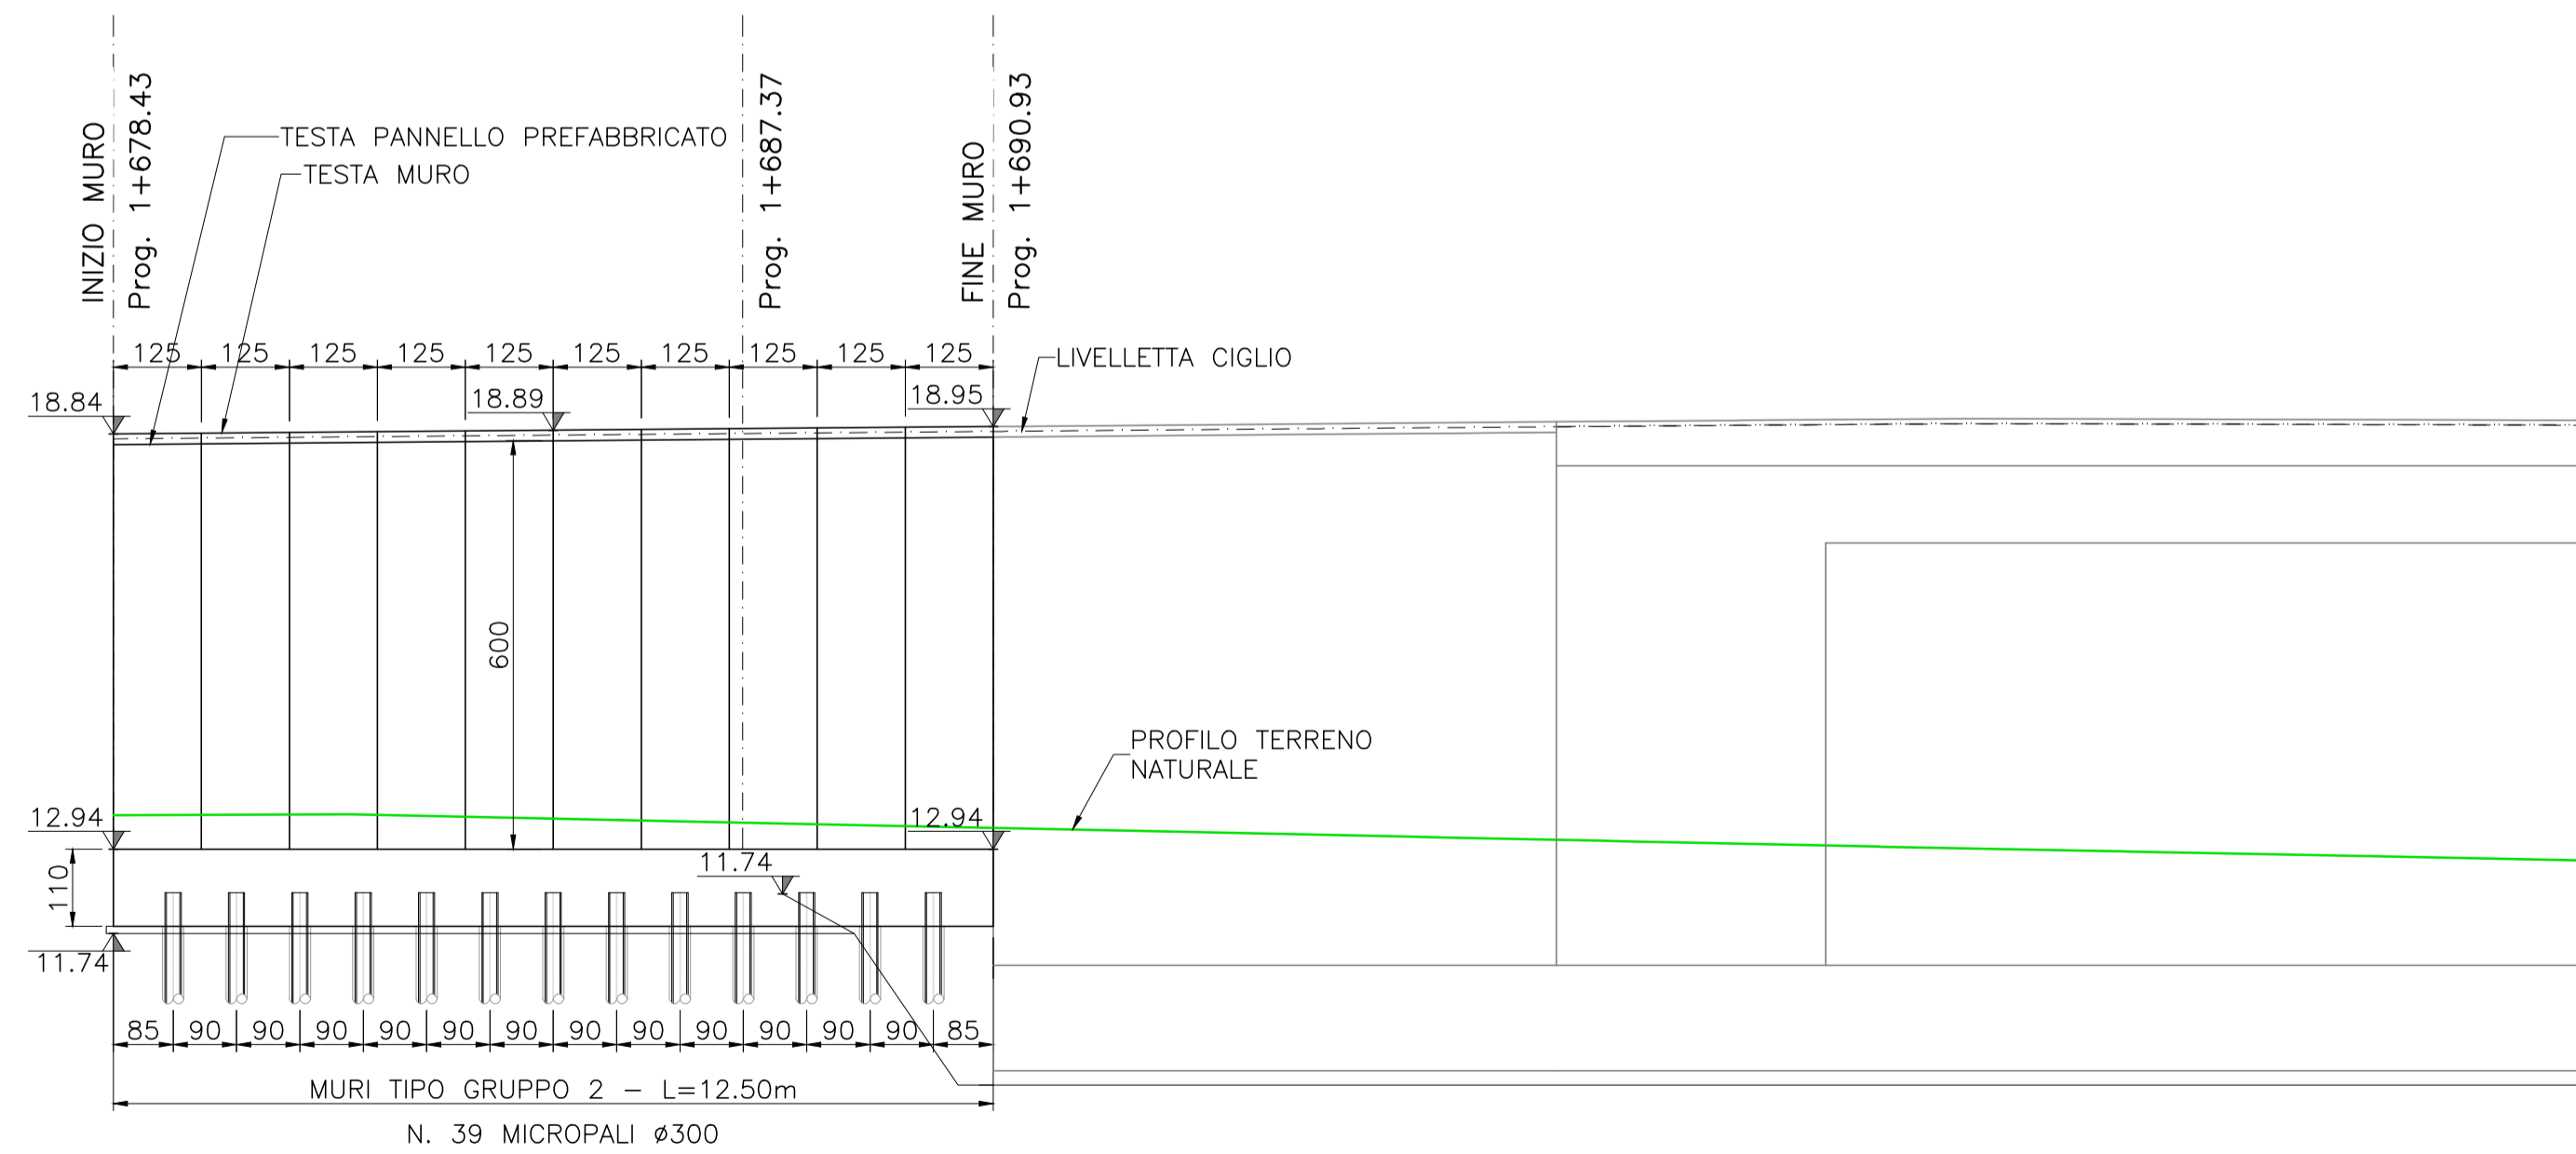 INIZIO MURO
Prog. 1+678.43
Prog. 1+687.37
FINE MURO
Prog. 1+690.93
TESTA PANNELLO PREFABBRICATO
TESTA MURO
125 125 125 125 125 125 125 125 125 125
LIVELLETTA CIGLIO
18.84
18.89
18.95
600
PROFILO TERRENO
NATURALE
12.94
12.94
110
11.74
11.74
85 90 90 90 90 90 90 90 90 90 90 90 90 85
MURI TIPO GRUPPO 2 – L=12.50m
N. 39 MICROPALI ø300